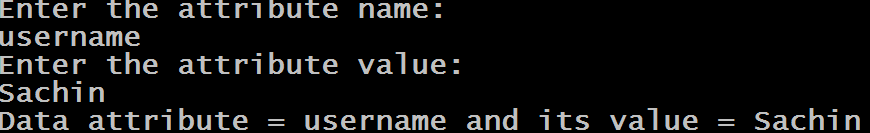 Enter the attribute name:
username
Enter the attribute value:
Sachin
Data attribute = username and its value = Sachin